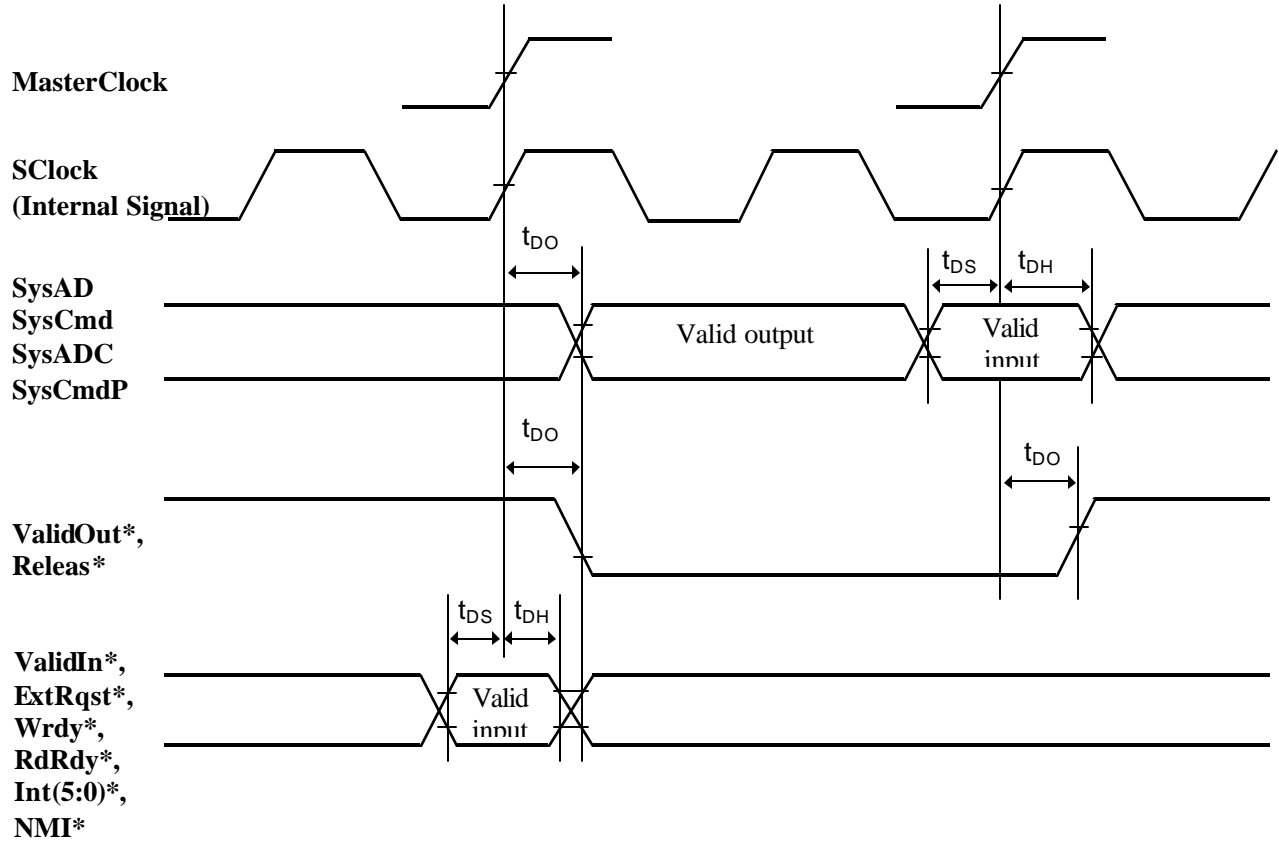 MasterClock
SClock
(Internal Signal)
tDO
tDS
tDH
SysAD
SysCmd
SysADC
SysCmdP
Valid output
Valid
input
tDO
tDO
ValidOut*,
Releas*
tDS
tDH
ValidIn*,
ExtRqst*,
Wrdy*,
RdRdy*,
Int(5:0)*,
NMI*
Valid
input